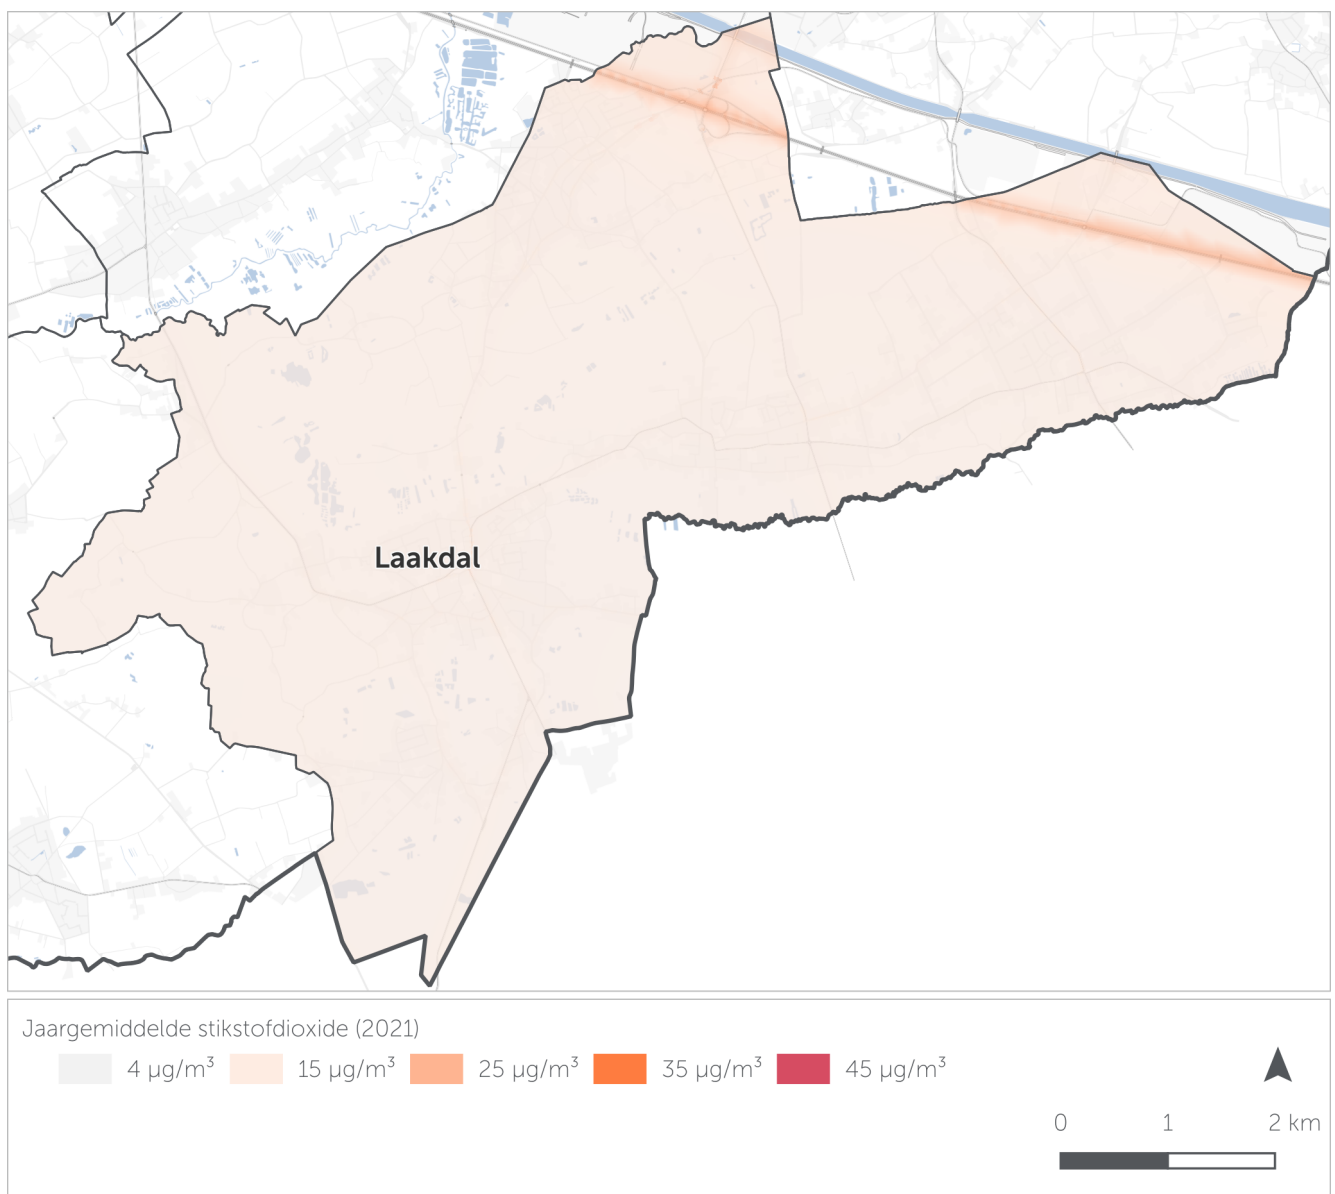 Laakdal
Jaargemiddelde stikstofdioxide (2021)
4 µg/m³ 15 µg/m³ 25 µg/m³ 35 µg/m³ 45 µg/m³
0 1 2 km